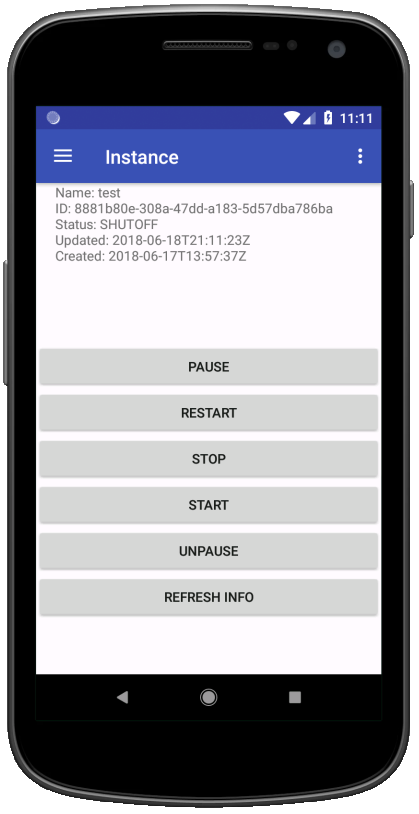 11:11
Instance
Name: test
ID: 8881b80e-308a-47dd-a183-5d57dba786ba
Status: SHUTOFF
Updated: 2018-06-18T21:11:23Z
Created: 2018-06-17T13:57:37Z
PAUSE
RESTART
STOP
START
UNPAUSE
REFRESH INFO